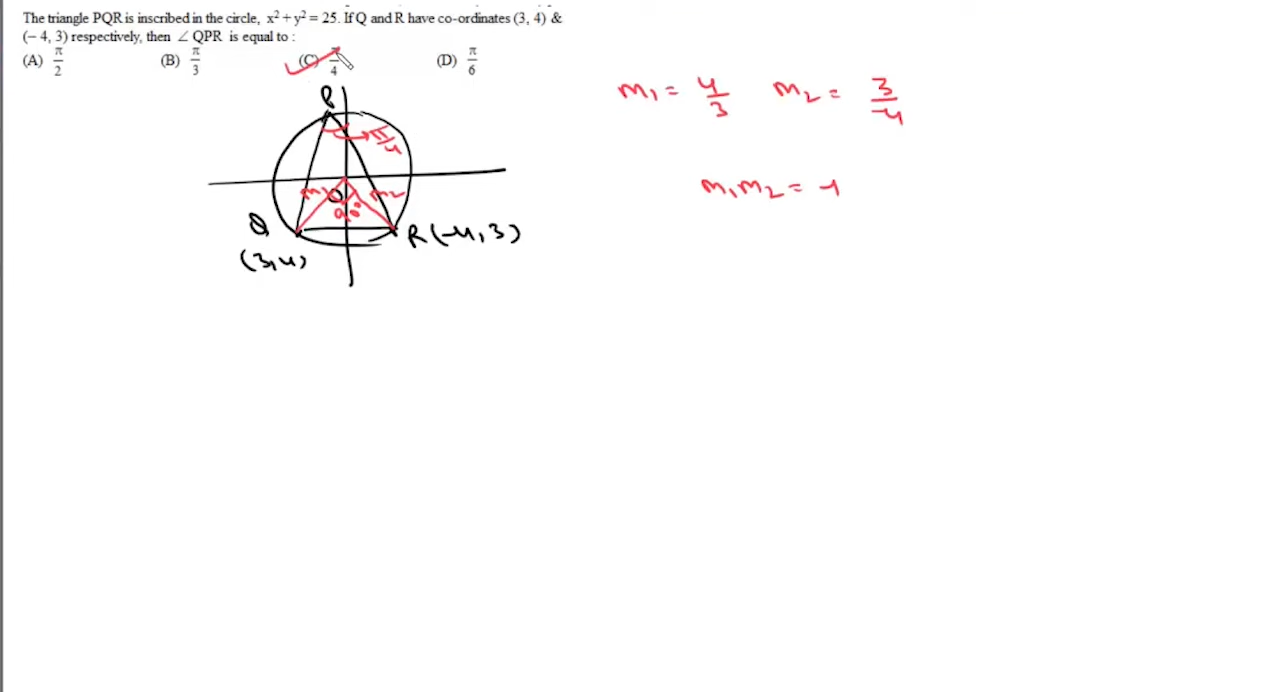 The triangle PQR is inscribed in the circle, x² + y² = 25. If Q and R have co-ordinates (3, 4) &
(– 4, 3) respectively, then ∠ QPR is equal to :
(A) π/2 (B) π/3 (C) π/4 (D) π/6
m₁ = 4/3 m₂ = 3/-4
P
π/4
m₁m₂ = -1
m₁ O m₂
90°
Q R(-4,3)
(3,4)